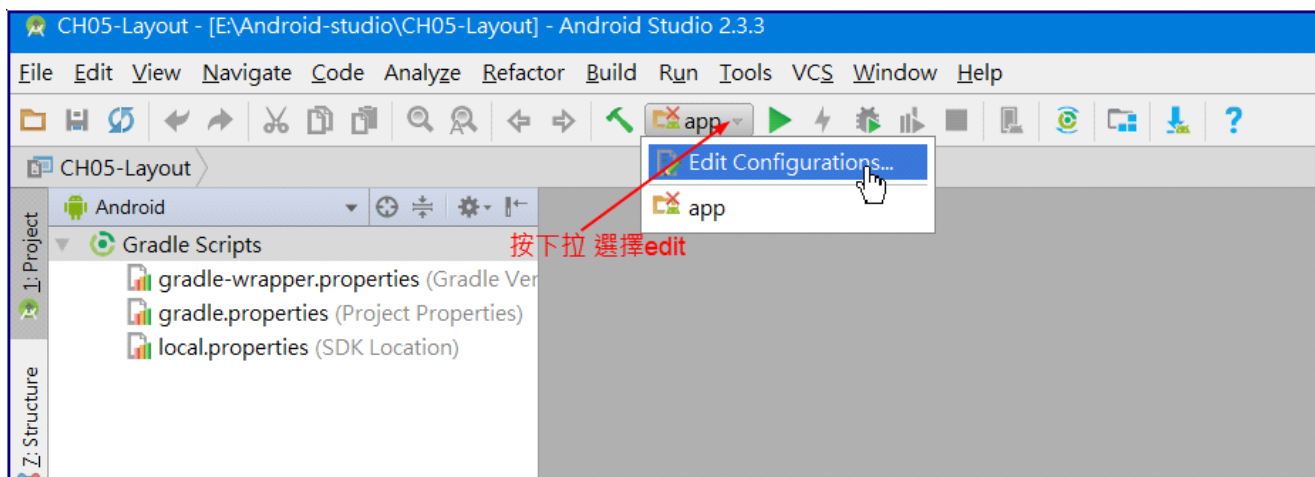 CH05-Layout - [E:\Android-studio\CH05-Layout] - Android Studio 2.3.3
File Edit View Navigate Code Analyze Refactor Build Run Tools VCS Window Help
app
Edit Configurations...
CH05-Layout
app
1: Project
Android
Gradle Scripts
按下拉 選擇edit
gradle-wrapper.properties (Gradle Ver
gradle.properties (Project Properties)
local.properties (SDK Location)
Z: Structure